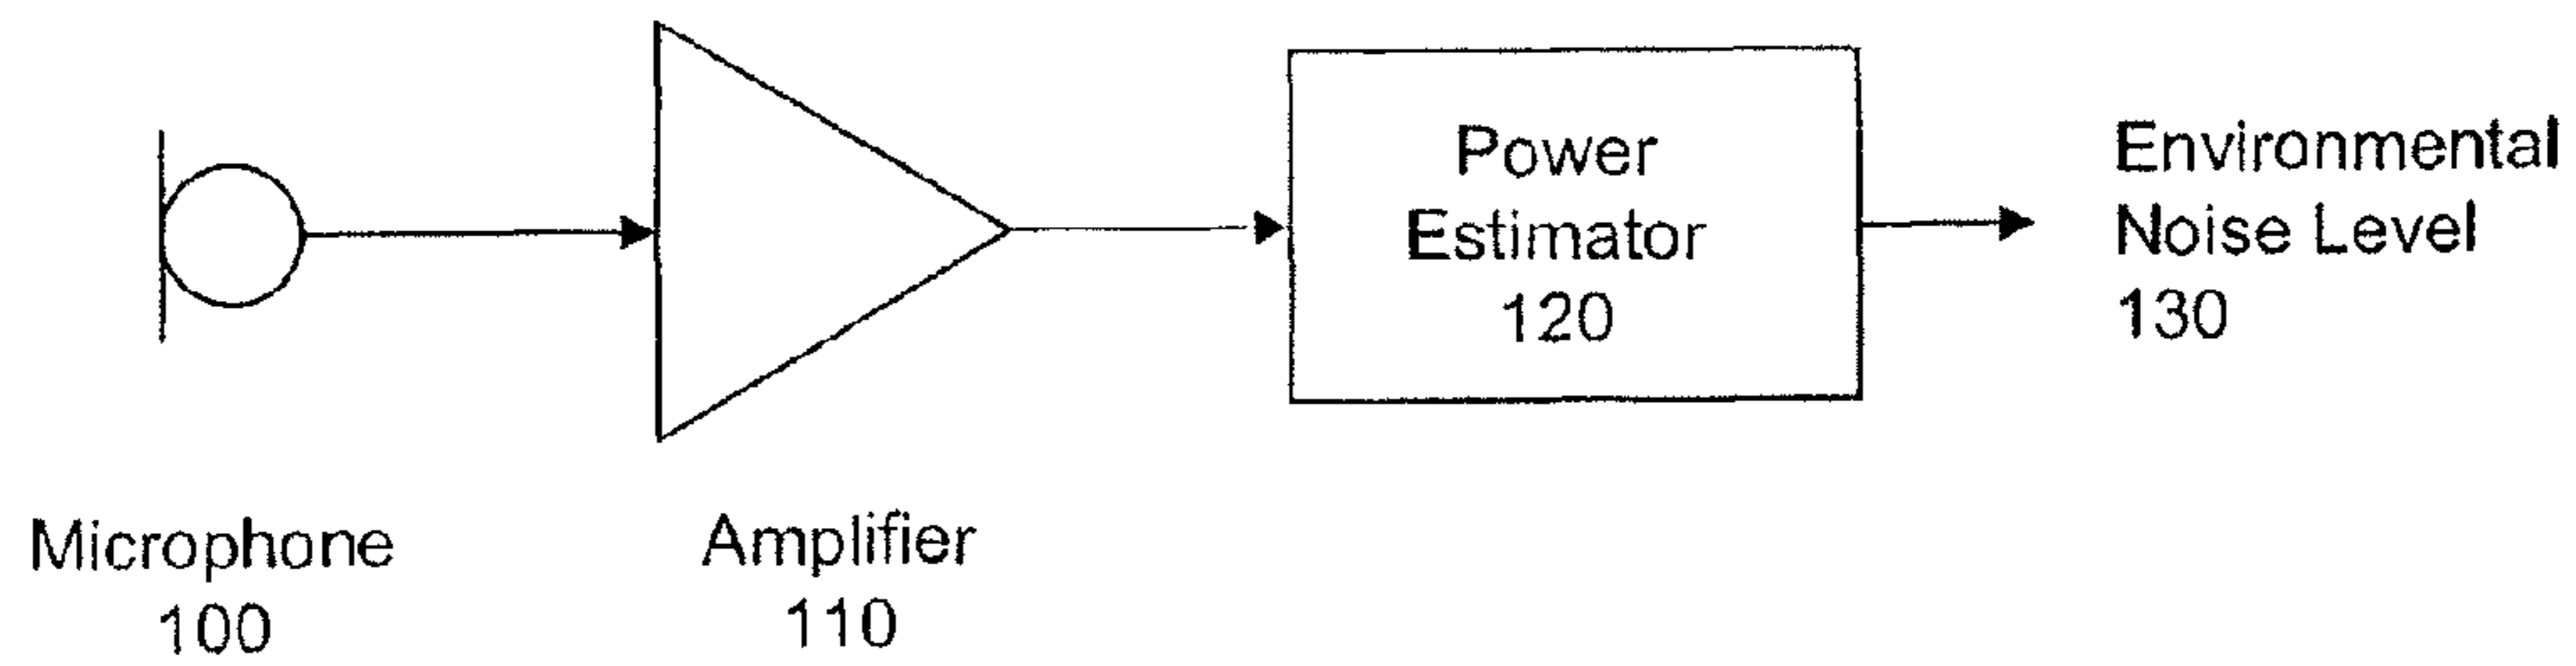 Microphone
100
Amplifier
110
Power
Estimator
120
Environmental
Noise Level
130